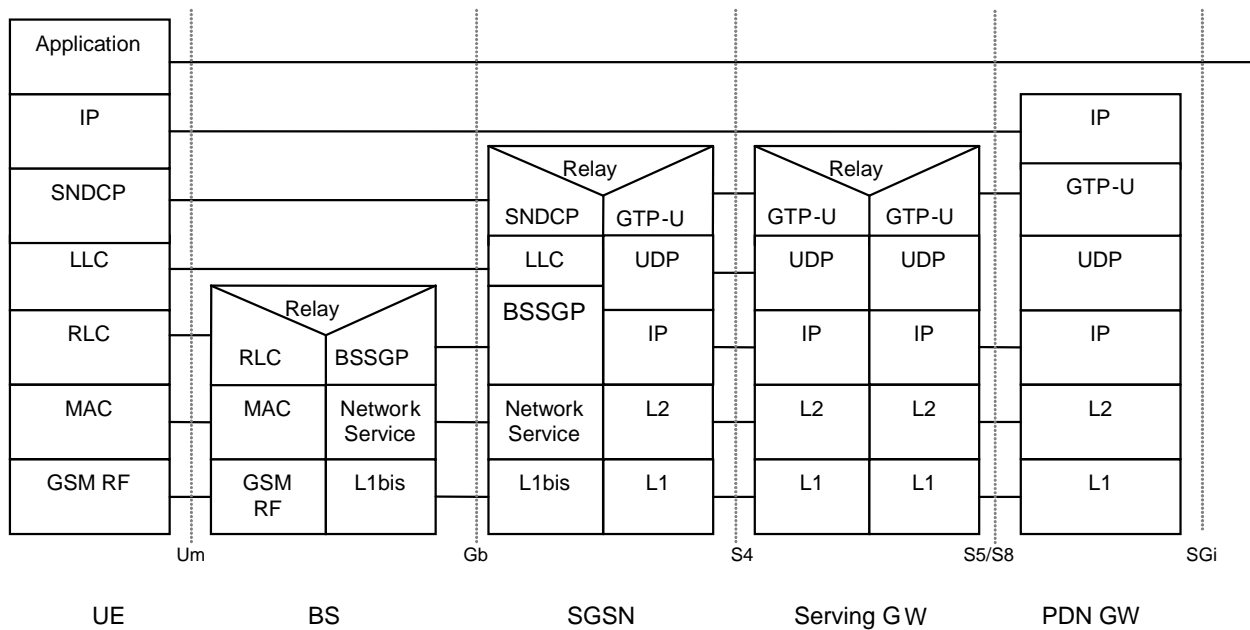 Application
IP
SNDCP
LLC
RLC
MAC
GSM RF
Relay
RLC
BSSGP
MAC
Network
Service
GSM
RF
L1bis
Relay
SNDCP
GTP-U
LLC
UDP
BSSGP
IP
Network
Service
L2
L1bis
L1
Relay
GTP-U
GTP-U
UDP
UDP
IP
IP
L2
L2
L1
L1
IP
GTP-U
UDP
IP
L2
L1
Um
Gb
S4
S5/S8
SGi
UE
BS
SGSN
Serving GW
PDN GW